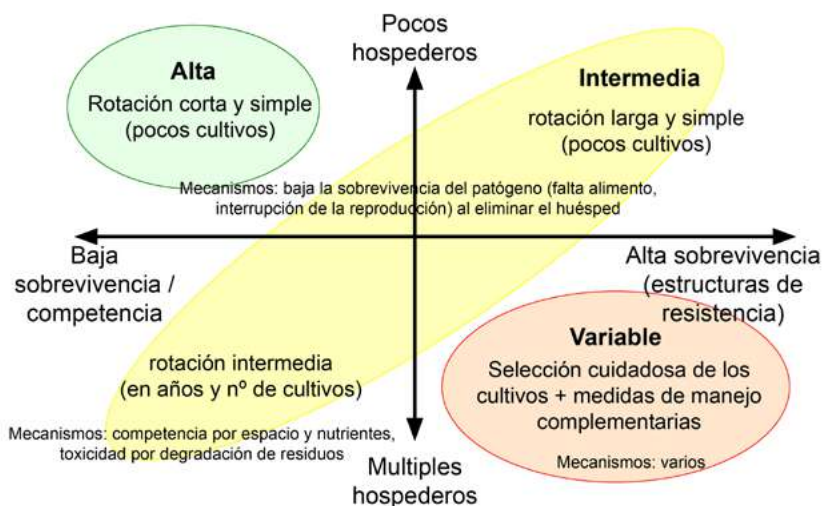 Pocos
hospederos
Alta
Rotación corta y simple
(pocos cultivos)
Intermedia
rotación larga y simple
(pocos cultivos)
Mecanismos: baja la sobrevivencia del patógeno (falta alimento,
interrupción de la reproducción) al eliminar el huésped
Baja
sobrevivencia /
competencia
Alta sobrevivencia
(estructuras de
resistencia)
rotación intermedia
(en años y nº de cultivos)
Mecanismos: competencia por espacio y nutrientes,
toxicidad por degradación de residuos
Variable
Selección cuidadosa de los
cultivos + medidas de manejo
complementarias
Mecanismos: varios
Multiples
hospederos